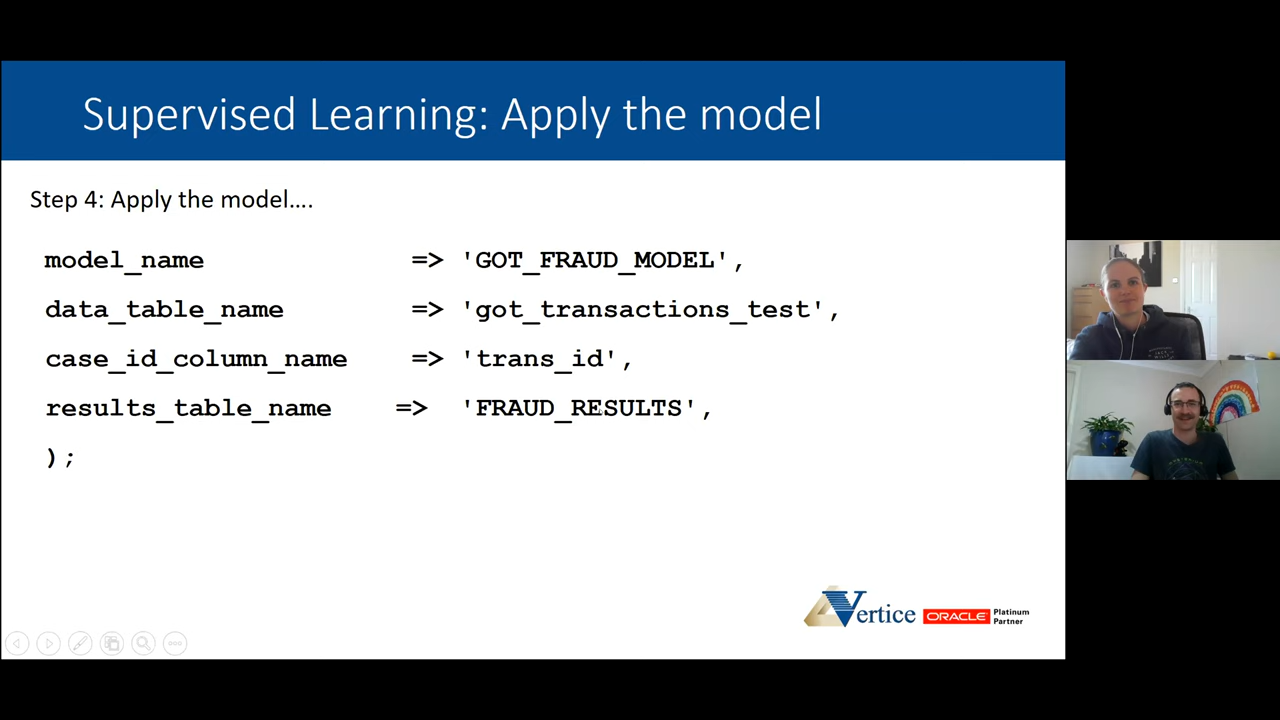 Supervised Learning: Apply the model
Step 4: Apply the model....
model_name => 'GOT_FRAUD_MODEL',
data_table_name => 'got_transactions_test',
case_id_column_name => 'trans_id',
results_table_name => 'FRAUD_RESULTS',
);
Vertice ORACLE Platinum
Partner